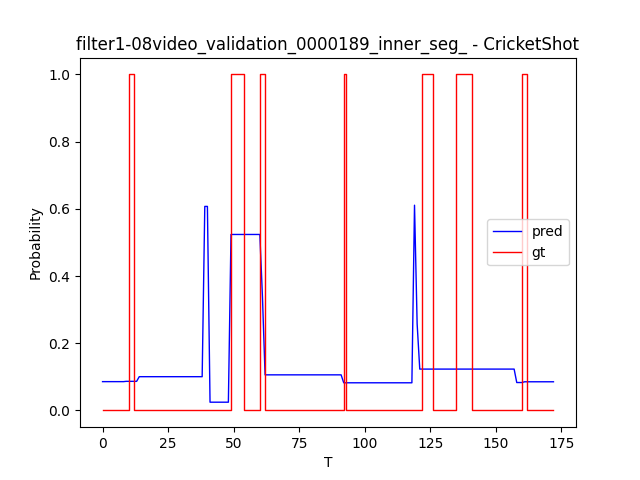 filter1-08video_validation_0000189_inner_seg_ - CricketShot
1.0
0.8
0.6
0.4
0.2
0.0
Probability
pred
gt
0 25 50 75 100 125 150 175
T